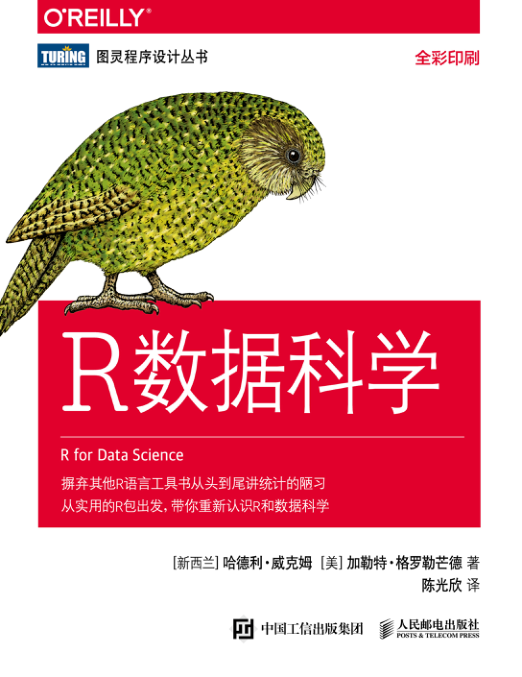 O'REILLY®
TURING 图灵程序设计丛书
全彩印刷
R数据科学
R for Data Science
摒弃其他R语言工具书从头到尾讲统计的陋习
从实用的R包出发，带你重新认识R和数据科学
[新西兰] 哈德利·威克姆 [美] 加勒特·格罗勒芒德 著
陈光欣 译
中国工信出版集团
人民邮电出版社
POSTS & TELECOM PRESS